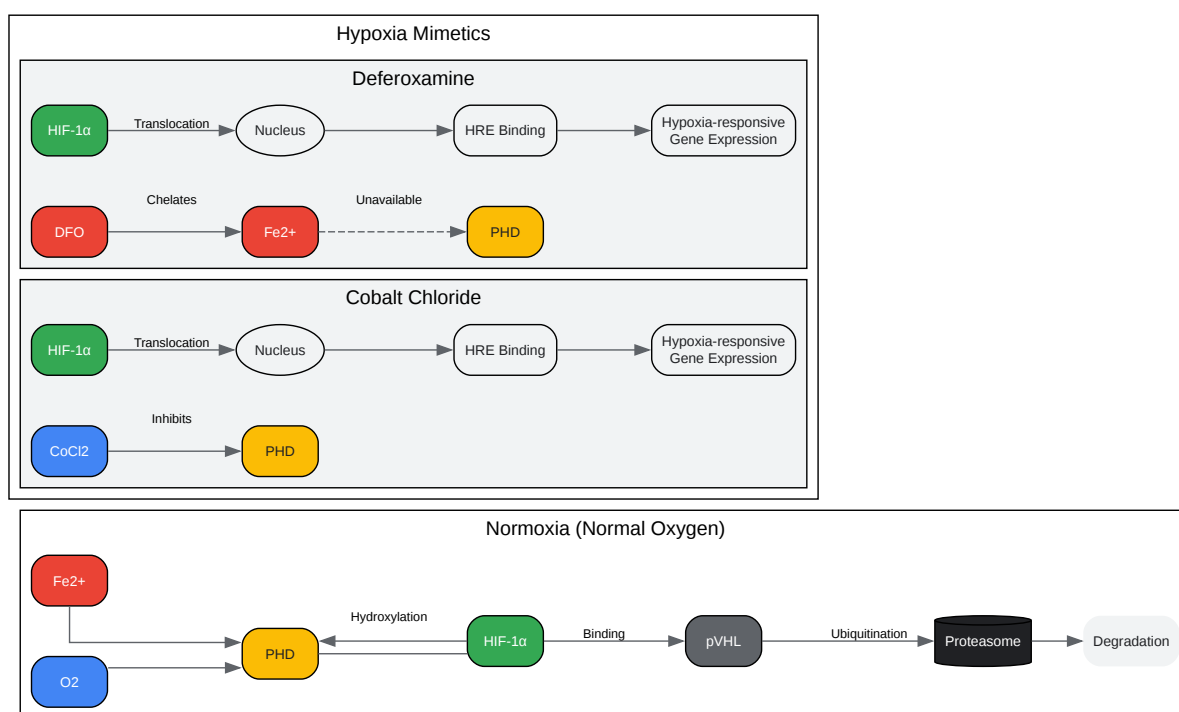 Hypoxia Mimetics
Deferoxamine
HIF-1α
Translocation
Nucleus
HRE Binding
Hypoxia-responsive
Gene Expression
DFO
Chelates
Fe2+
Unavailable
PHD
Cobalt Chloride
HIF-1α
Translocation
Nucleus
HRE Binding
Hypoxia-responsive
Gene Expression
CoCl2
Inhibits
PHD
Normoxia (Normal Oxygen)
Fe2+
O2
PHD
Hydroxylation
HIF-1α
Binding
pVHL
Ubiquitination
Proteasome
Degradation